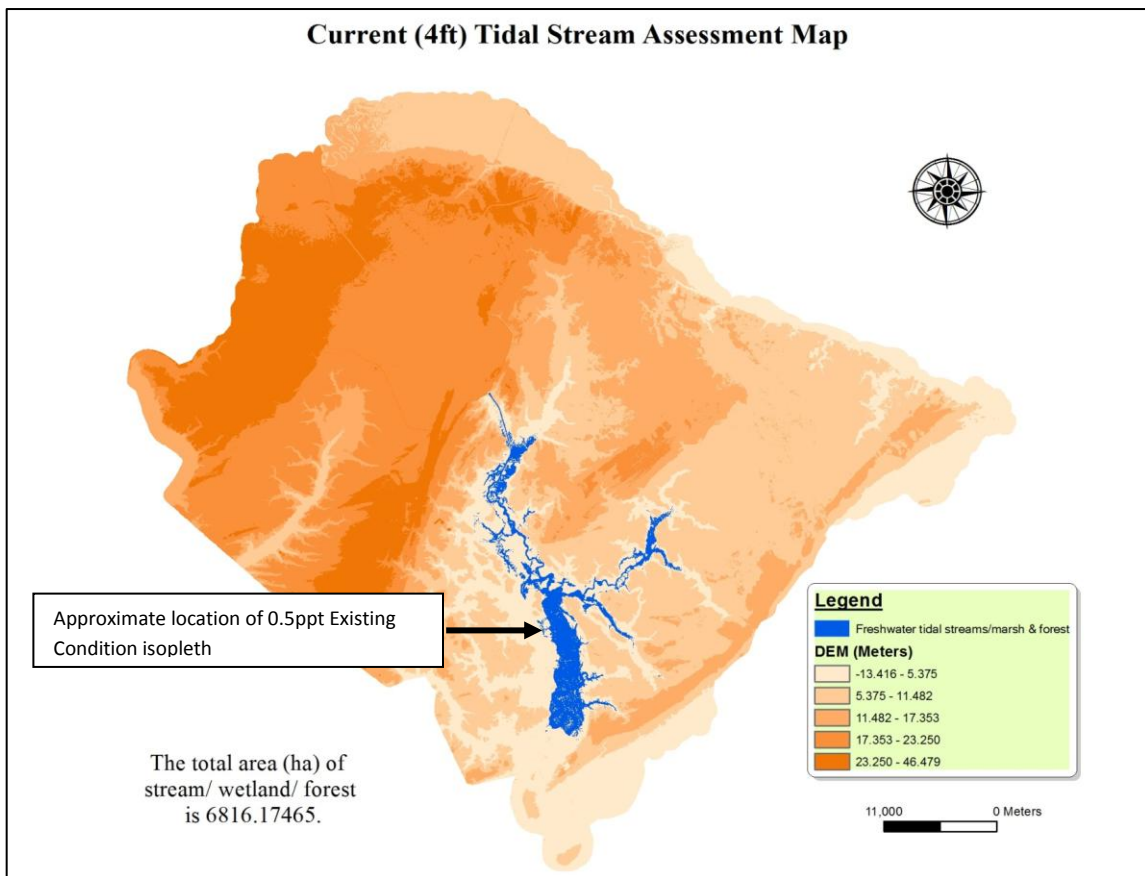 Current (4ft) Tidal Stream Assessment Map
Approximate location of 0.5ppt Existing
Condition isopleth
The total area (ha) of
stream/ wetland/ forest
is 6816.17465.
Legend
Freshwater tidal streams/marsh & forest
DEM (Meters)
-13.416 - 5.375
5.375 - 11.482
11.482 - 17.353
17.353 - 23.250
23.250 - 46.479
11,000 0 Meters